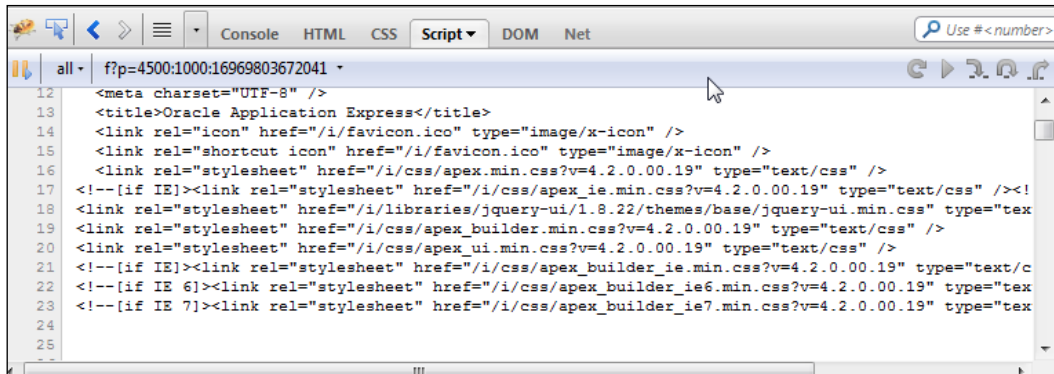 Console HTML CSS Script DOM Net Use #<number>
all f?p=4500:1000:16969803672041
12 <meta charset="UTF-8" />
13 <title>Oracle Application Express</title>
14 <link rel="icon" href="/i/favicon.ico" type="image/x-icon" />
15 <link rel="shortcut icon" href="/i/favicon.ico" type="image/x-icon" />
16 <link rel="stylesheet" href="/i/css/apex.min.css?v=4.2.0.00.19" type="text/css" />
17 <!--[if IE]><link rel="stylesheet" href="/i/css/apex_ie.min.css?v=4.2.0.00.19" type="text/css" /><!
18 <link rel="stylesheet" href="/i/libraries/jquery-ui/1.8.22/themes/base/jquery-ui.min.css" type="tex
19 <link rel="stylesheet" href="/i/css/apex_builder.min.css?v=4.2.0.00.19" type="text/css" />
20 <link rel="stylesheet" href="/i/css/apex_ui.min.css?v=4.2.0.00.19" type="text/css" />
21 <!--[if IE]><link rel="stylesheet" href="/i/css/apex_builder_ie.min.css?v=4.2.0.00.19" type="text/c
22 <!--[if IE 6]><link rel="stylesheet" href="/i/css/apex_builder_ie6.min.css?v=4.2.0.00.19" type="tex
23 <!--[if IE 7]><link rel="stylesheet" href="/i/css/apex_builder_ie7.min.css?v=4.2.0.00.19" type="tex
24
25